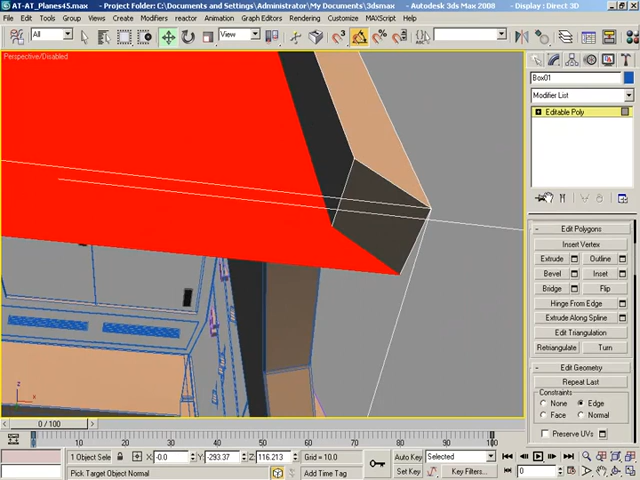 AT-AT_Planes45.max - Project Folder: C:\Documents and Settings\Administrator\My Documents\3dsmax - Autodesk 3ds Max 9 - Display : Direct 3D
File Edit Tools Group Views Create Modifiers reactor Animation Graph Editors Rendering Customize MAXScript Help
All View
Perspective/Disabled
Box01
Modifier List
Editable Poly
Edit Polygons
Insert Vertex
Extrude Outline
Bevel Inset
Bridge Flip
Hinge From Edge
Extrude Along Spline
Edit Triangulation
Retriangulate Turn
Edit Geometry
Repeat Last
Constraints
None Edge
Face Normal
Preserve UVs
z
x
0 / 100
0 10 20 30 40 50 60 70 80 90 100
1 Object Sele X: -0.0 Y: -293.37 Z: 116.213 Grid = 10.0 Auto Key Selected
Pick Target Object Normal Add Time Tag Set Key Key Filters... 0